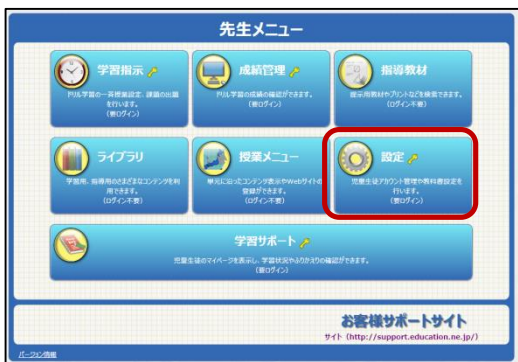 先生メニュー
学習指示
ドリル学習の一斉授業設定、課題の出題
を行います。
(要ログイン)
成績管理
ドリル学習の成績の確認ができます。
(要ログイン)
指導教材
提示用教材やプリントなどを検索できます。
(ログイン不要)
ライブラリ
学習用、指導用のさまざまなコンテンツを利
用できます。
(ログイン不要)
授業メニュー
単元に沿ったコンテンツ表示やWebサイトの
登録ができます。
(ログイン不要)
設定
児童生徒アカウント管理や教科書設定を
行います。
(要ログイン)
学習サポート
児童生徒のマイページを表示し、学習状況やふりかえりの確認ができます。
(要ログイン)
お客様サポートサイト
サイト (http://support.education.ne.jp/)
バージョン情報